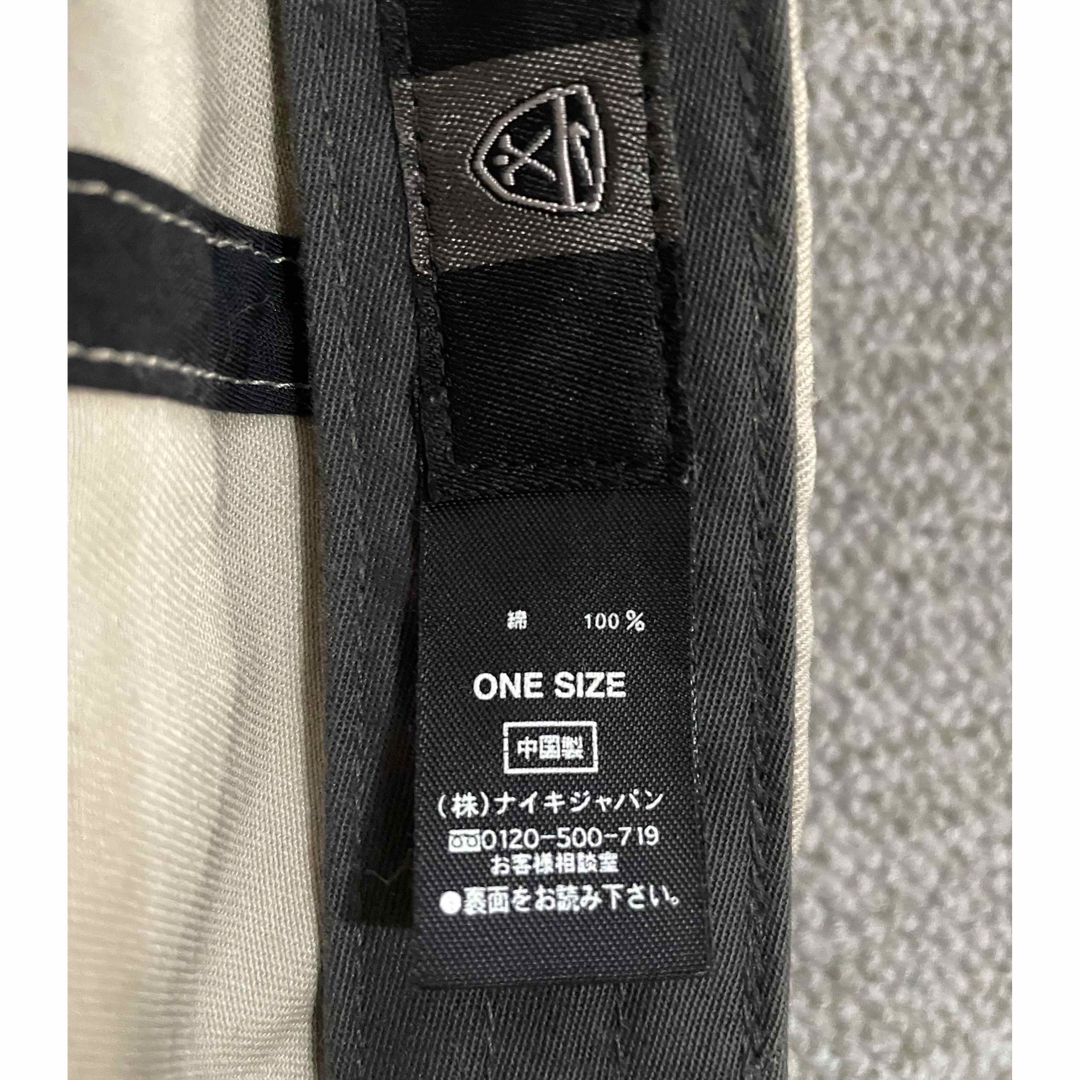 綿 100%
ONE SIZE
中国製
(株)ナイキジャパン
0120-500-719
お客様相談室
●裏面をお読み下さい。